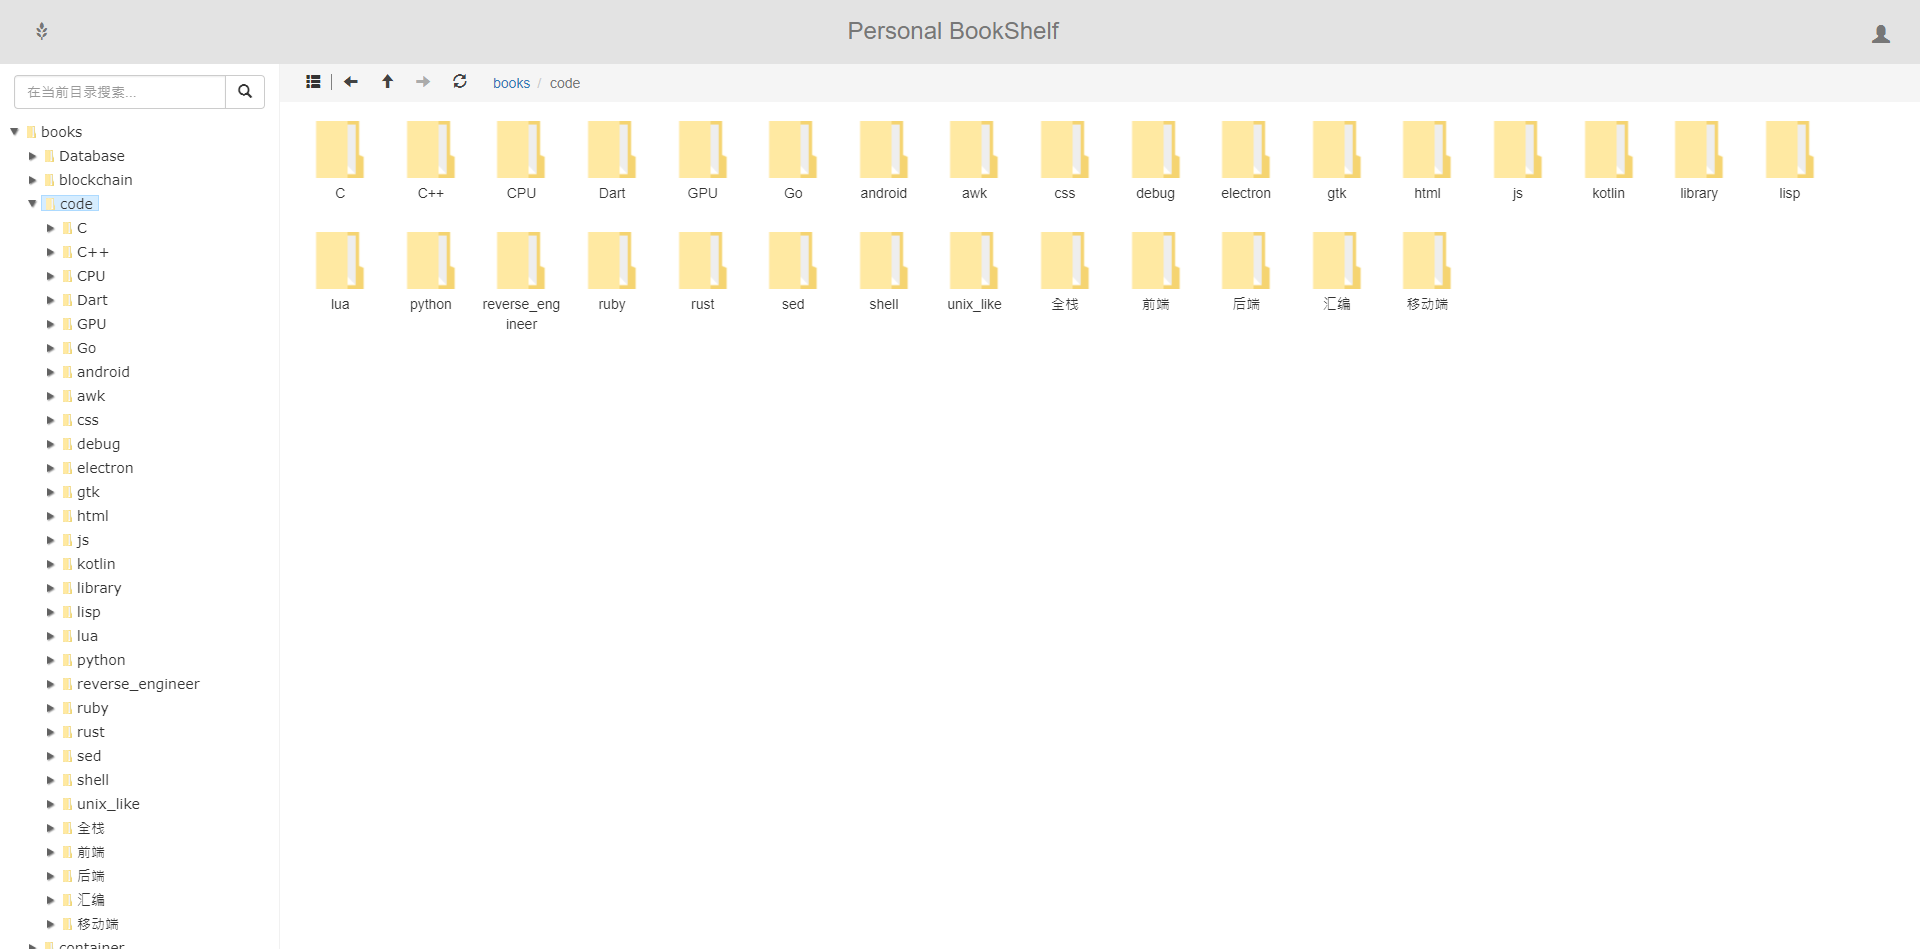 Personal BookShelf
在当前目录搜索...
books / code
books
Database
blockchain
code
C
C++
CPU
Dart
GPU
Go
android
awk
css
debug
electron
gtk
html
js
kotlin
library
lisp
lua
python
reverse_engineer
ruby
rust
sed
shell
unix_like
全栈
前端
后端
汇编
移动端
container
C C++ CPU Dart GPU Go android awk css debug electron gtk html js kotlin library lisp
lua python reverse_eng ruby rust sed shell unix_like 全栈 前端 后端 汇编 移动端
ineer